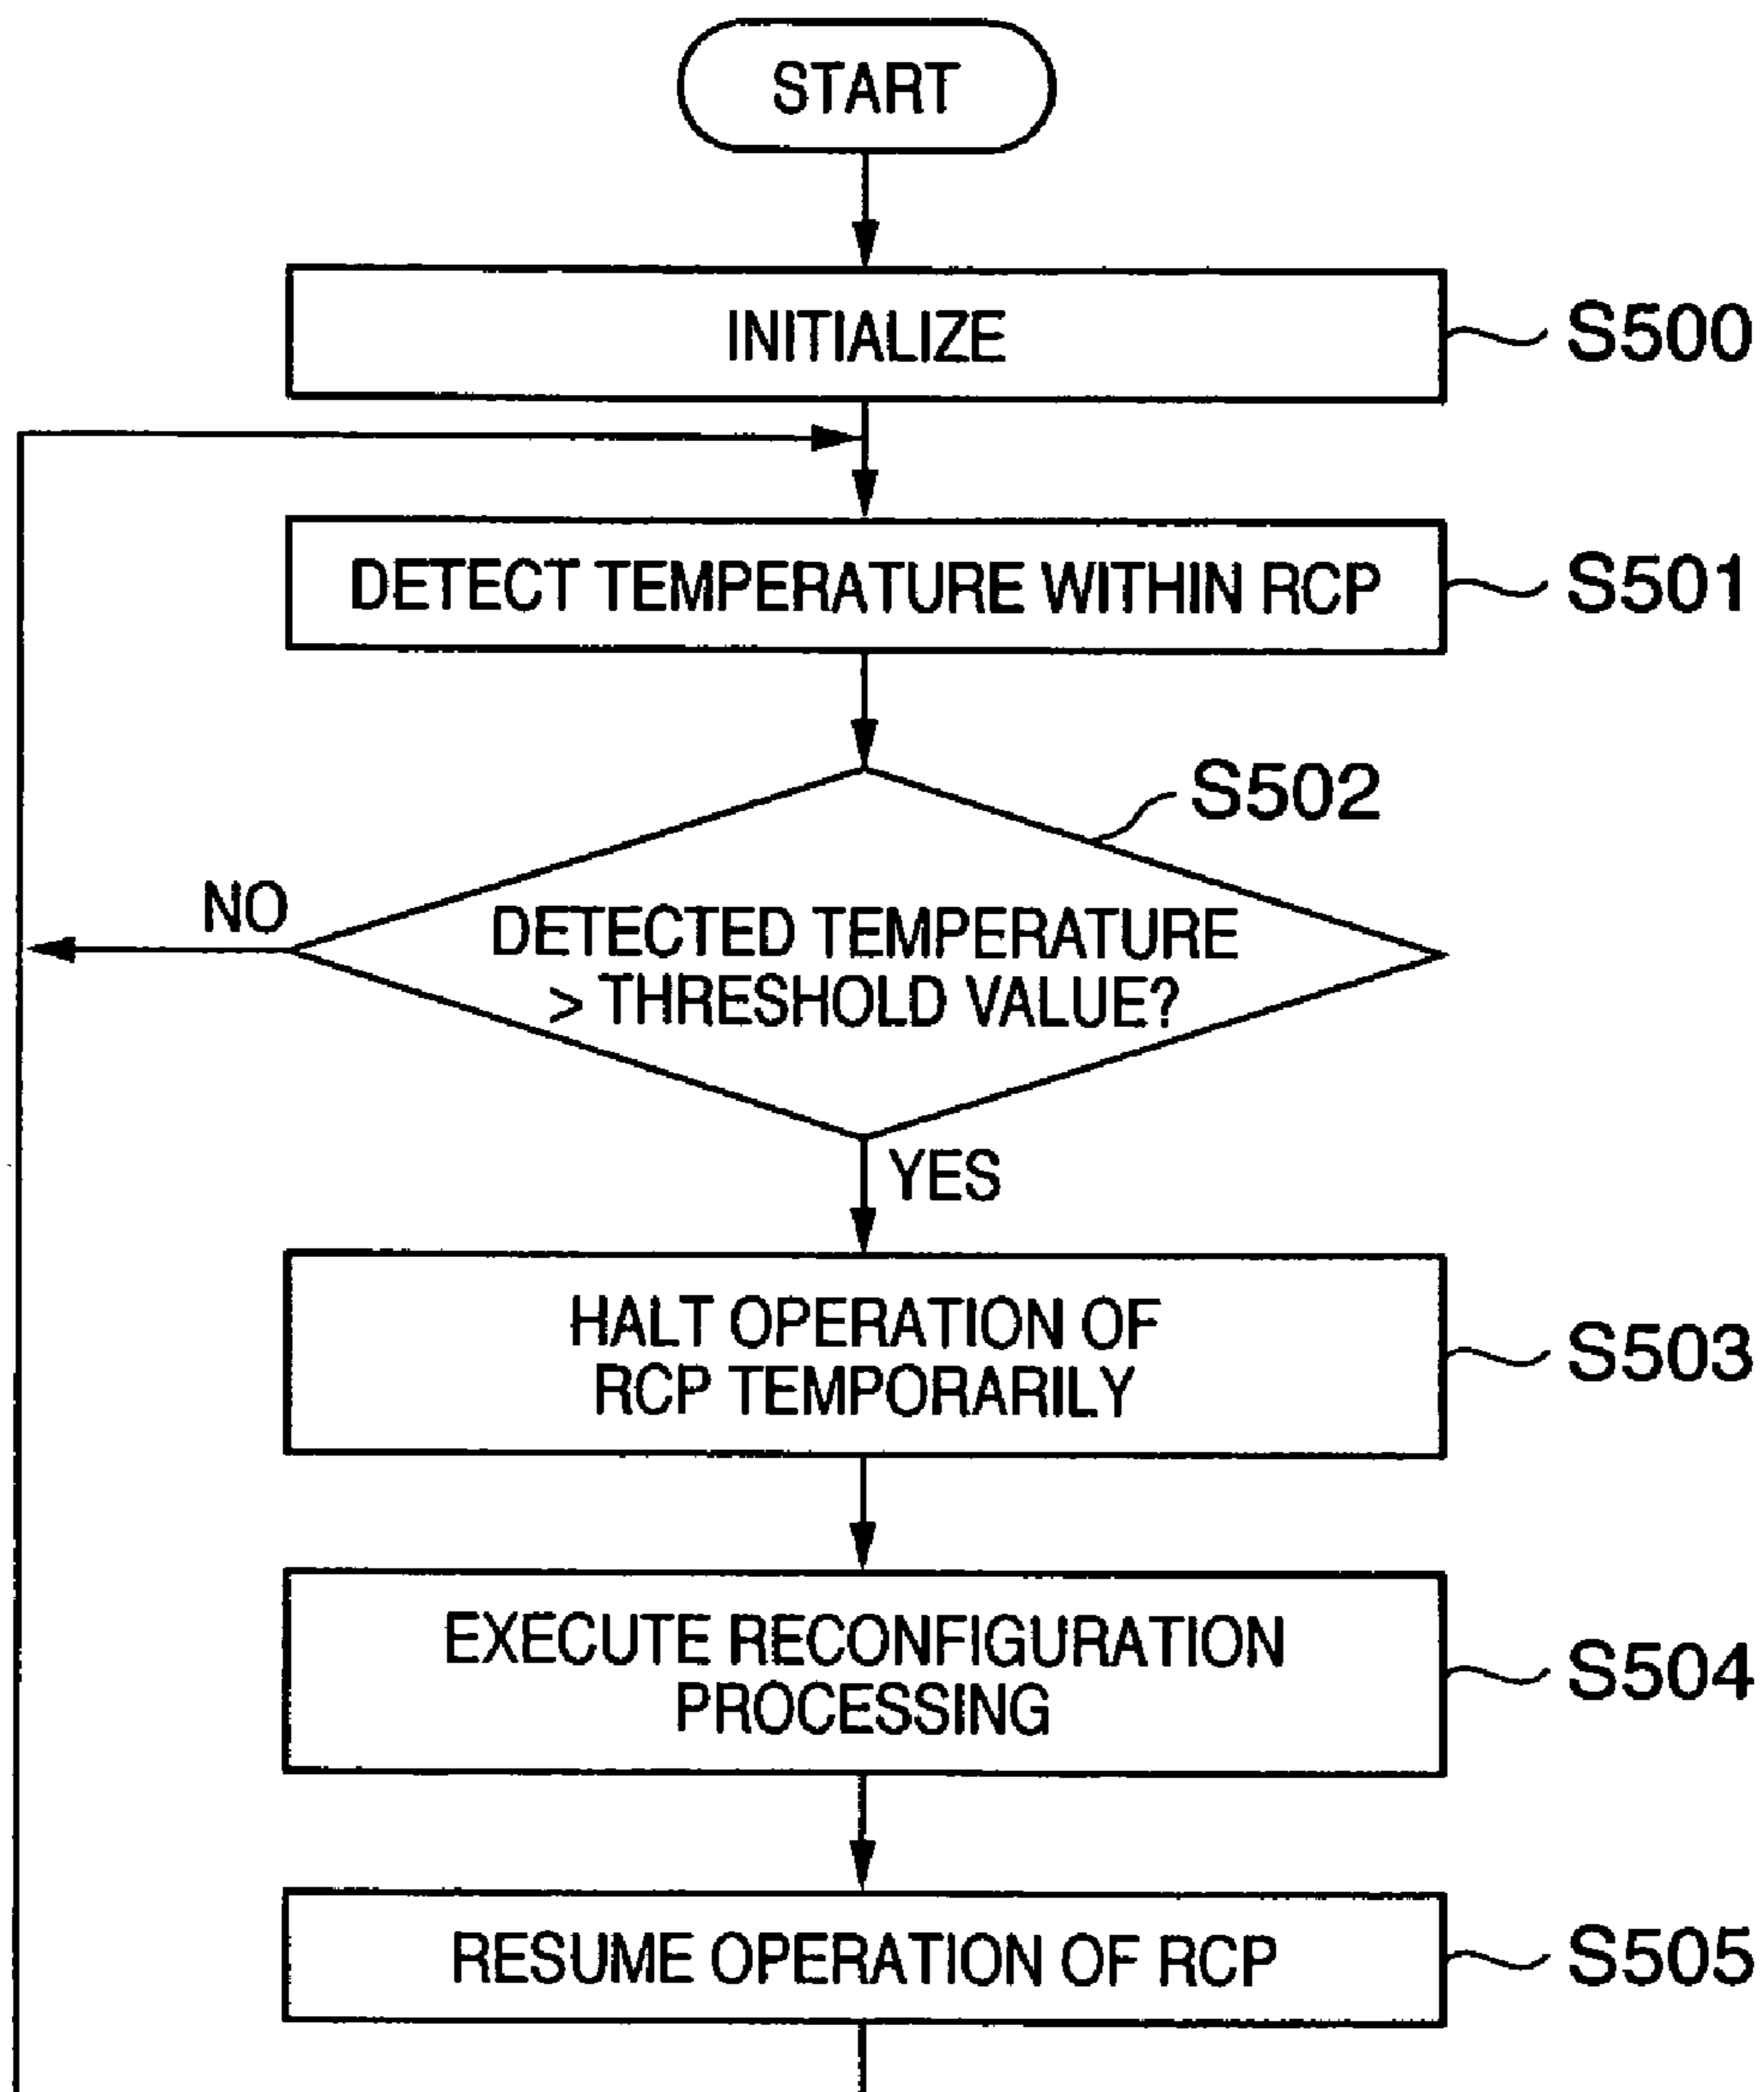 START
INITIALIZE
S500
DETECT TEMPERATURE WITHIN RCP
S501
S502
NO
DETECTED TEMPERATURE
> THRESHOLD VALUE?
YES
HALT OPERATION OF
RCP TEMPORARILY
S503
EXECUTE RECONFIGURATION
PROCESSING
S504
RESUME OPERATION OF RCP
S505